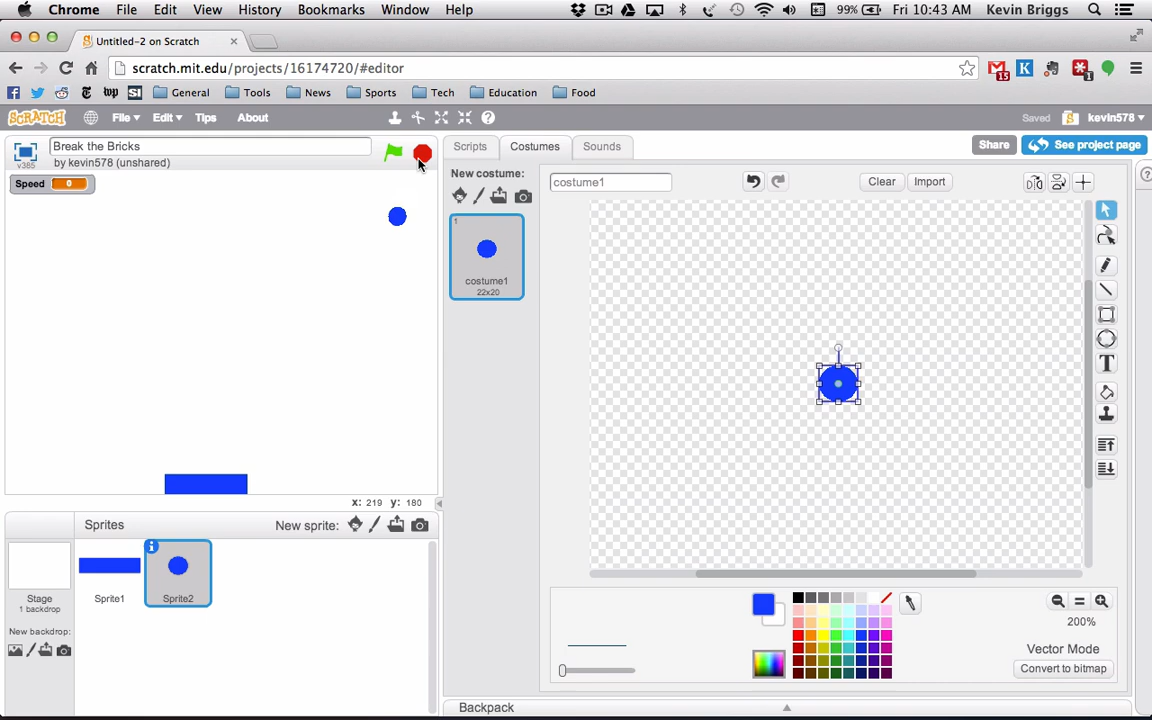 Chrome File Edit View History Bookmarks Window Help 99% Fri 10:43 AM Kevin Briggs
Untitled-2 on Scratch
scratch.mit.edu/projects/16174720/#editor 15 K 1
General Tools News Sports Tech Education Food
SCRATCH File Edit Tips About Saved kevin578
Break the Bricks
v385 by kevin578 (unshared)
Scripts Costumes Sounds Share See project page
Speed 0
New costume:
costume1 Clear Import
1
costume1
22x20
T
x: 219 y: 180
Sprites New sprite:
Stage
1 backdrop
Sprite1 Sprite2
New backdrop:
200%
Vector Mode
Convert to bitmap
Backpack